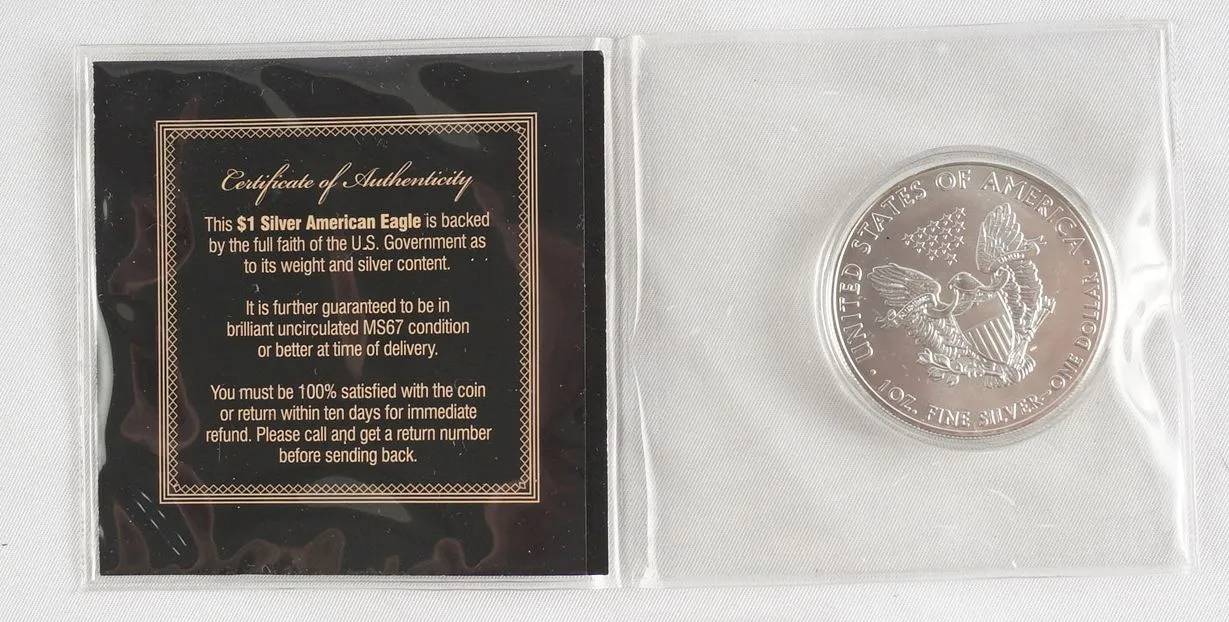 Certificate of Authenticity
This $1 Silver American Eagle is backed
by the full faith of the U.S. Government as
to its weight and silver content.
It is further guaranteed to be in
brilliant uncirculated MS67 condition
or better at time of delivery.
You must be 100% satisfied with the coin
or return within ten days for immediate
refund. Please call and get a return number
before sending back.
UNITED STATES OF AMERICA
• 1 OZ. FINE SILVER~ONE DOLLAR •